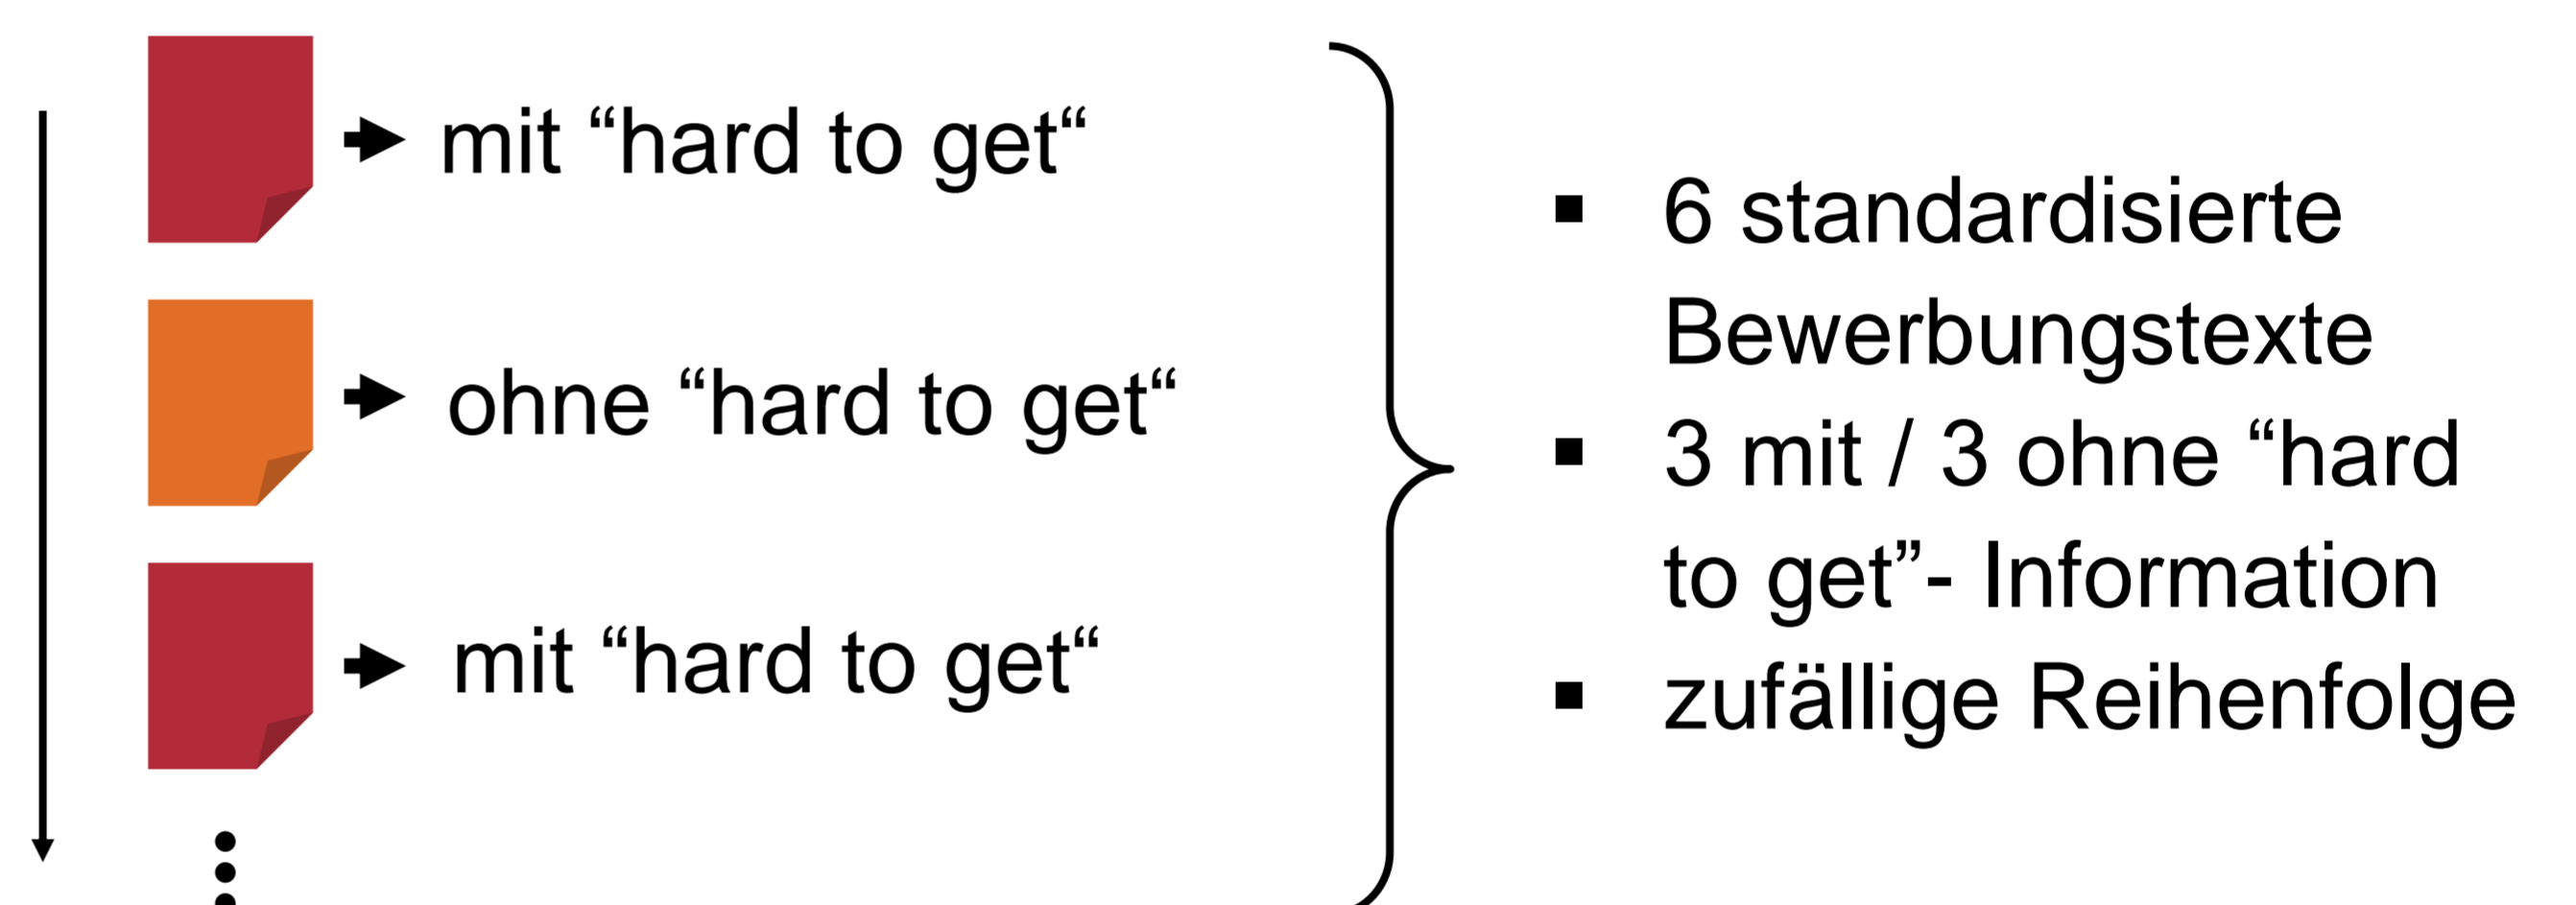 mit “hard to get“
ohne “hard to get“
mit “hard to get“
▪ 6 standardisierte
Bewerbungstexte
▪ 3 mit / 3 ohne “hard
to get”- Information
▪ zufällige Reihenfolge